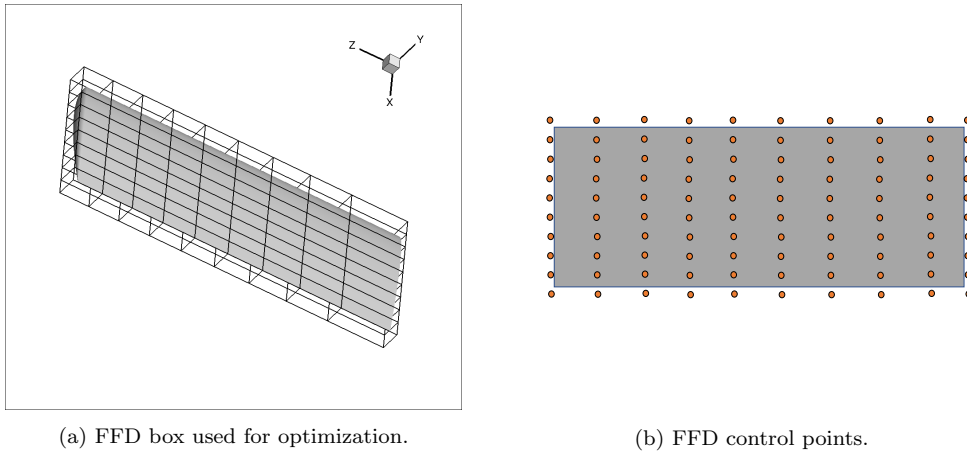 Z
Y
X
(a) FFD box used for optimization.
(b) FFD control points.